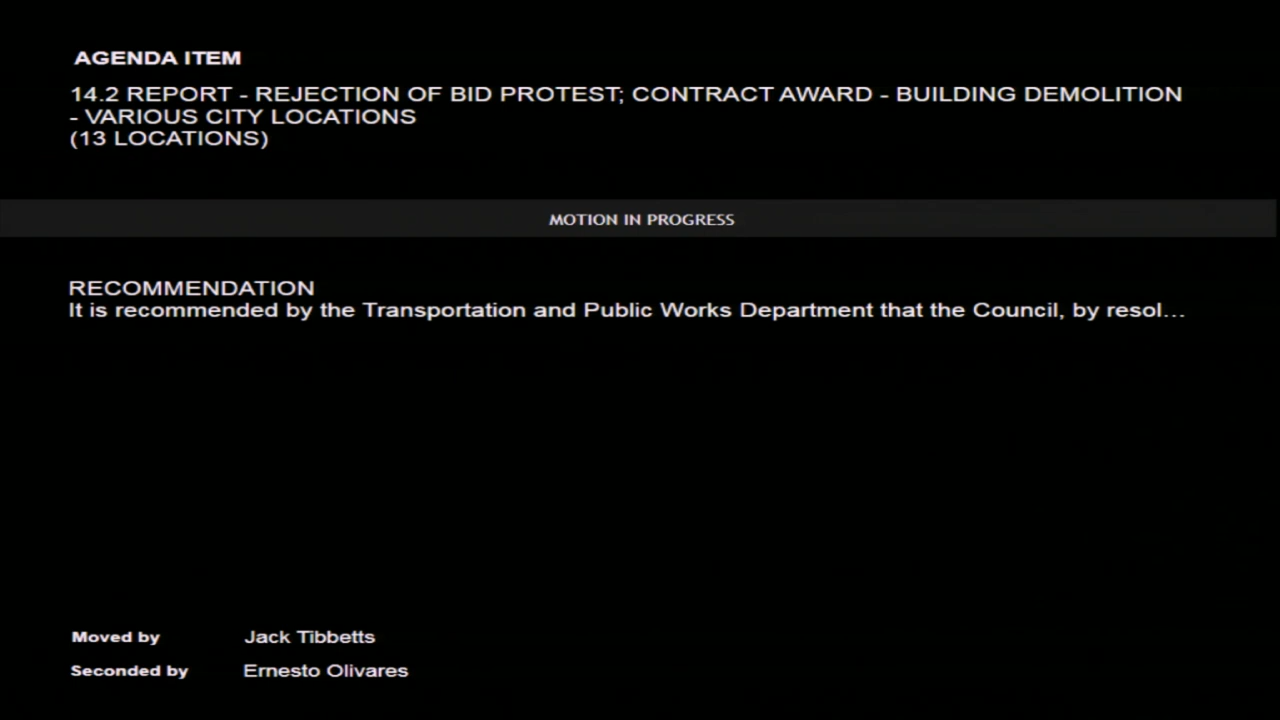 AGENDA ITEM
14.2 REPORT - REJECTION OF BID PROTEST; CONTRACT AWARD - BUILDING DEMOLITION
- VARIOUS CITY LOCATIONS
(13 LOCATIONS)
MOTION IN PROGRESS
RECOMMENDATION
It is recommended by the Transportation and Public Works Department that the Council, by resol...
Moved by Jack Tibbetts
Seconded by Ernesto Olivares